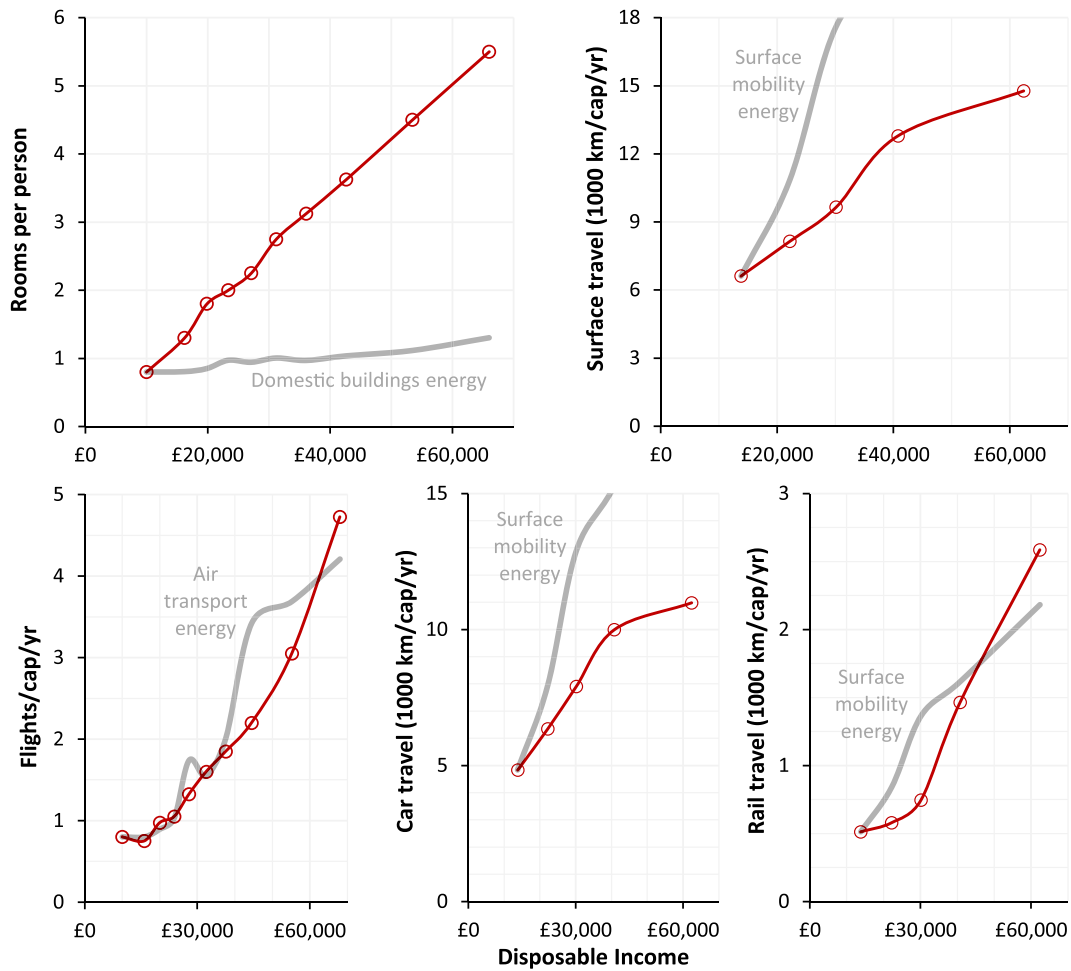 6
5
4
3
2
1
0
Rooms per person
Domestic buildings energy
£0
£20,000
£40,000
£60,000
18
15
12
9
6
3
0
Surface travel (1000 km/cap/yr)
Surface
mobility
energy
£0
£20,000
£40,000
£60,000
5
4
3
2
1
0
Flights/cap/yr
Air
transport
energy
£0
£30,000
£60,000
15
10
5
0
Car travel (1000 km/cap/yr)
Surface
mobility
energy
£0
£30,000
£60,000
3
2
1
0
Rail travel (1000 km/cap/yr)
Surface
mobility
energy
£0
£30,000
£60,000
Disposable Income